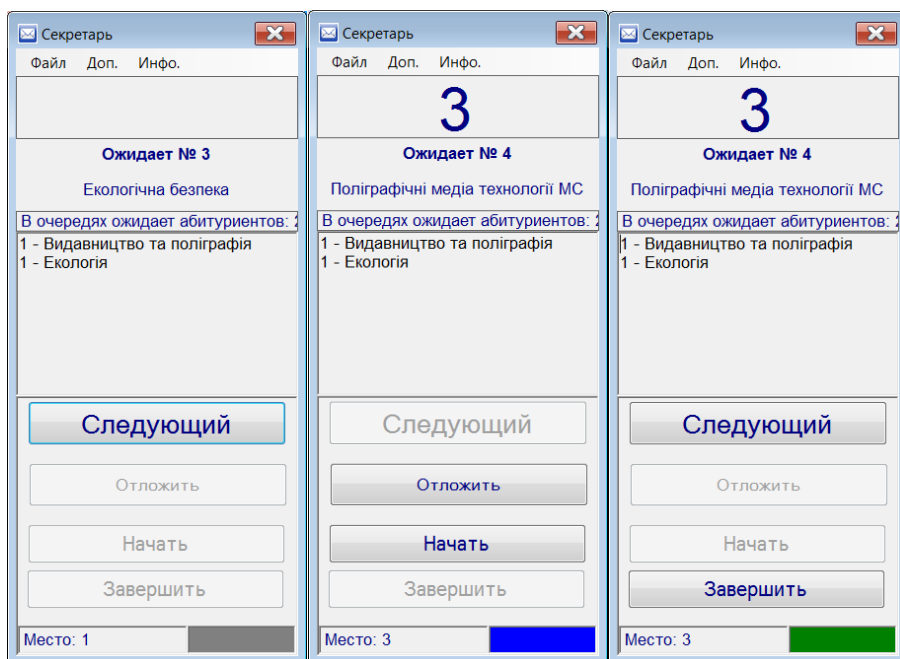 Секретарь
Файл Доп. Инфо.
Ожидает № 3
Екологічна безпека
В очередях ожидает абитуриентов: 2
1 - Видавництво та поліграфія
1 - Екологія
Следующий
Отложить
Начать
Завершить
Место: 1
Секретарь
Файл Доп. Инфо.
3
Ожидает № 4
Поліграфічні медіа технології МС
В очередях ожидает абитуриентов: 2
1 - Видавництво та поліграфія
1 - Екологія
Следующий
Отложить
Начать
Завершить
Место: 3
Секретарь
Файл Доп. Инфо.
3
Ожидает № 4
Поліграфічні медіа технології МС
В очередях ожидает абитуриентов: 2
1 - Видавництво та поліграфія
1 - Екологія
Следующий
Отложить
Начать
Завершить
Место: 3